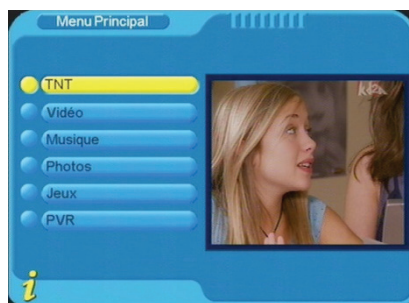 Menu Principal
TNT
Vidéo
Musique
Photos
Jeux
PVR
i